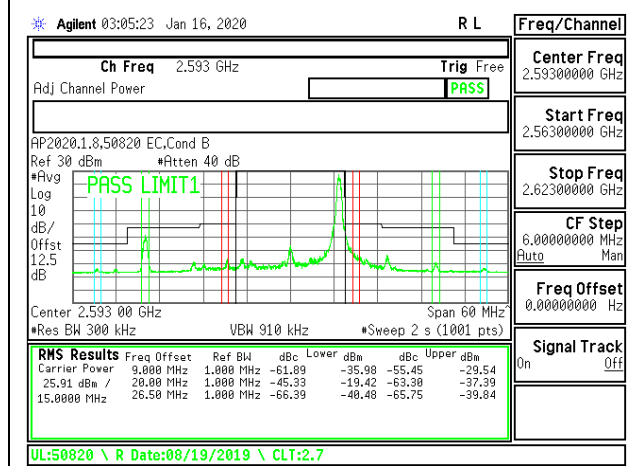 Agilent 03:05:23 Jan 16, 2020 R L
Freq/Channel
Ch Freq 2.593 GHz Trig Free
Adj Channel Power PASS
Center Freq
2.59300000 GHz
Start Freq
2.56300000 GHz
Stop Freq
2.62300000 GHz
CF Step
6.00000000 MHz
Auto Man
Freq Offset
0.00000000 Hz
Signal Track
On Off
AP2020.1.8,50820 EC,Cond B
Ref 30 dBm #Atten 40 dB
#Avg
Log
10
dB/
Offst
12.5
dB
PASS LIMIT1
Center 2.593 00 GHz Span 60 MHz
#Res BW 300 kHz VBW 910 kHz #Sweep 2 s (1001 pts)
RMS Results Freq Offset Ref BW dBc Lower dBm dBc Upper dBm
Carrier Power 9.000 MHz 1.000 MHz -61.89 -35.98 -55.45 -29.54
25.91 dBm / 20.00 MHz 1.000 MHz -45.33 -19.42 -63.30 -37.39
15.0000 MHz 26.50 MHz 1.000 MHz -66.39 -40.48 -65.75 -39.84
UL:50820 \ R Date:08/19/2019 \ CLT:2.7